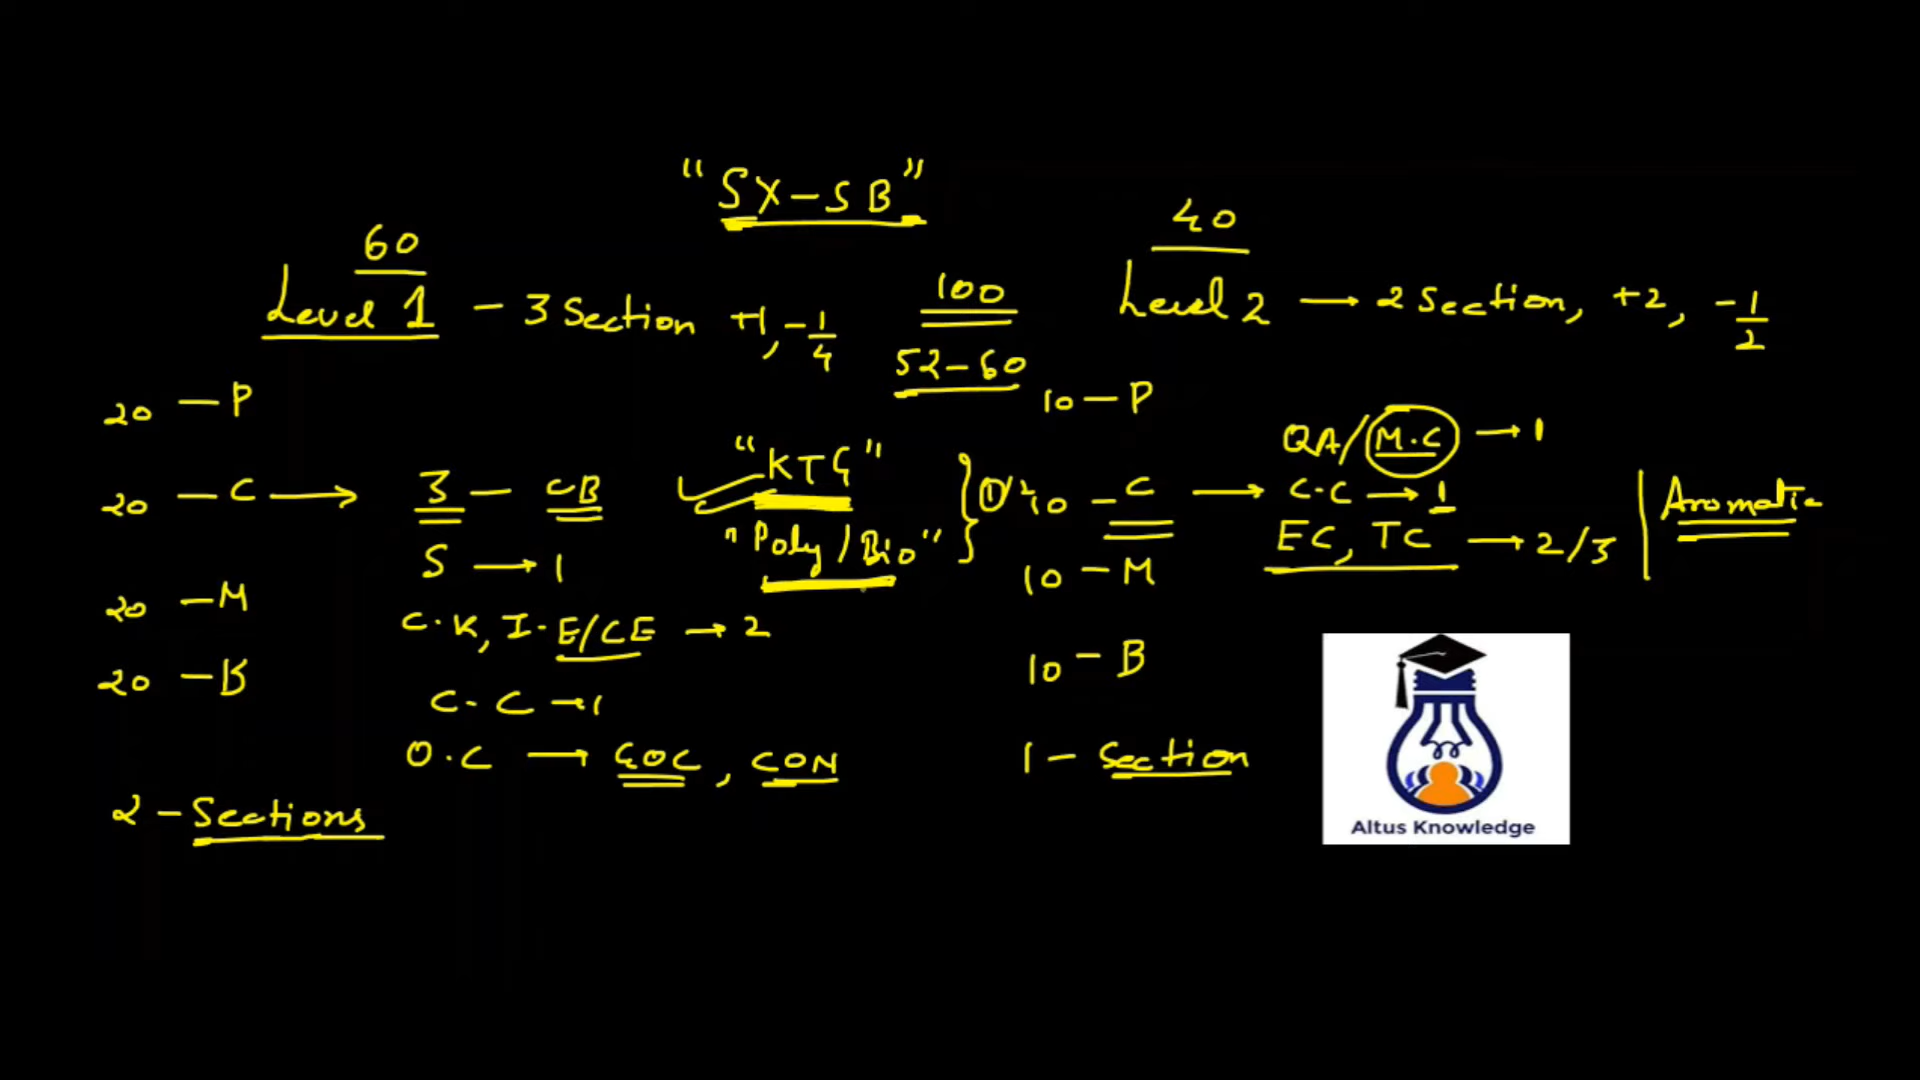 "SX-SB"
60
Level 1 - 3 Section +1, -1/4
100
52-60
40
Level 2 → 2 Section, +2, -1/2
20 - P
20 - C → 3 - CB
S → 1
C.K, I.E/CE → 2
C.C → 1
O.C → GOC, CON
20 - M
20 - B
2 - Sections
"KTG"
"Poly/Bio"
10 - P
10 - C → QA/M.C → 1
C.C → 1
EC, TC → 2/3
Aromatic
10 - M
10 - B
1 - Section
Altus Knowledge